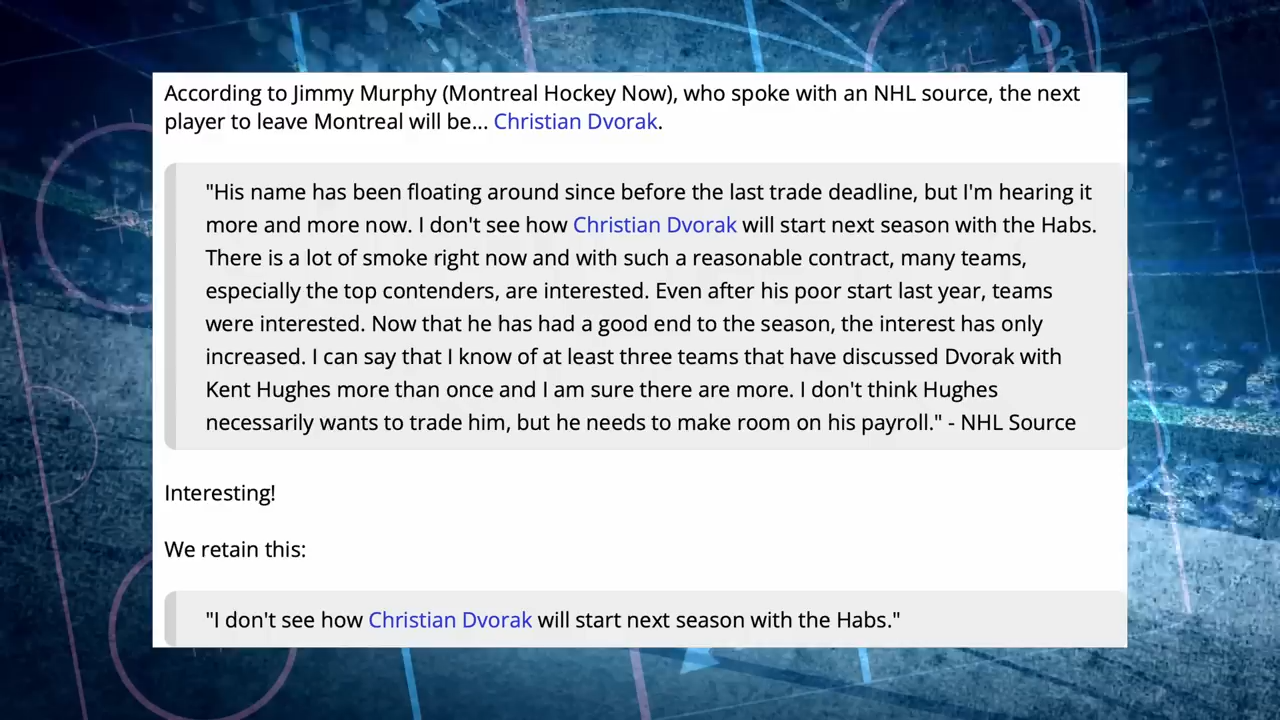 According to Jimmy Murphy (Montreal Hockey Now), who spoke with an NHL source, the next
player to leave Montreal will be... Christian Dvorak.
"His name has been floating around since before the last trade deadline, but I'm hearing it
more and more now. I don't see how Christian Dvorak will start next season with the Habs.
There is a lot of smoke right now and with such a reasonable contract, many teams,
especially the top contenders, are interested. Even after his poor start last year, teams
were interested. Now that he has had a good end to the season, the interest has only
increased. I can say that I know of at least three teams that have discussed Dvorak with
Kent Hughes more than once and I am sure there are more. I don't think Hughes
necessarily wants to trade him, but he needs to make room on his payroll." - NHL Source
Interesting!
We retain this:
"I don't see how Christian Dvorak will start next season with the Habs."